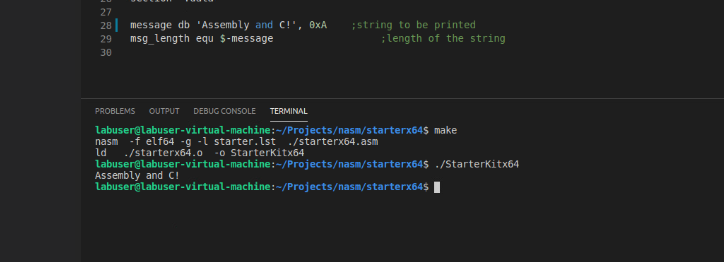 26 section .data
27
28 message db 'Assembly and C!', 0xA ;string to be printed
29 msg_length equ $-message ;length of the string
30
PROBLEMS OUTPUT DEBUG CONSOLE TERMINAL
labuser@labuser-virtual-machine:~/Projects/nasm/starterx64$ make
nasm -f elf64 -g -l starter.lst ./starterx64.asm
ld ./starterx64.o -o StarterKitx64
labuser@labuser-virtual-machine:~/Projects/nasm/starterx64$ ./StarterKitx64
Assembly and C!
labuser@labuser-virtual-machine:~/Projects/nasm/starterx64$